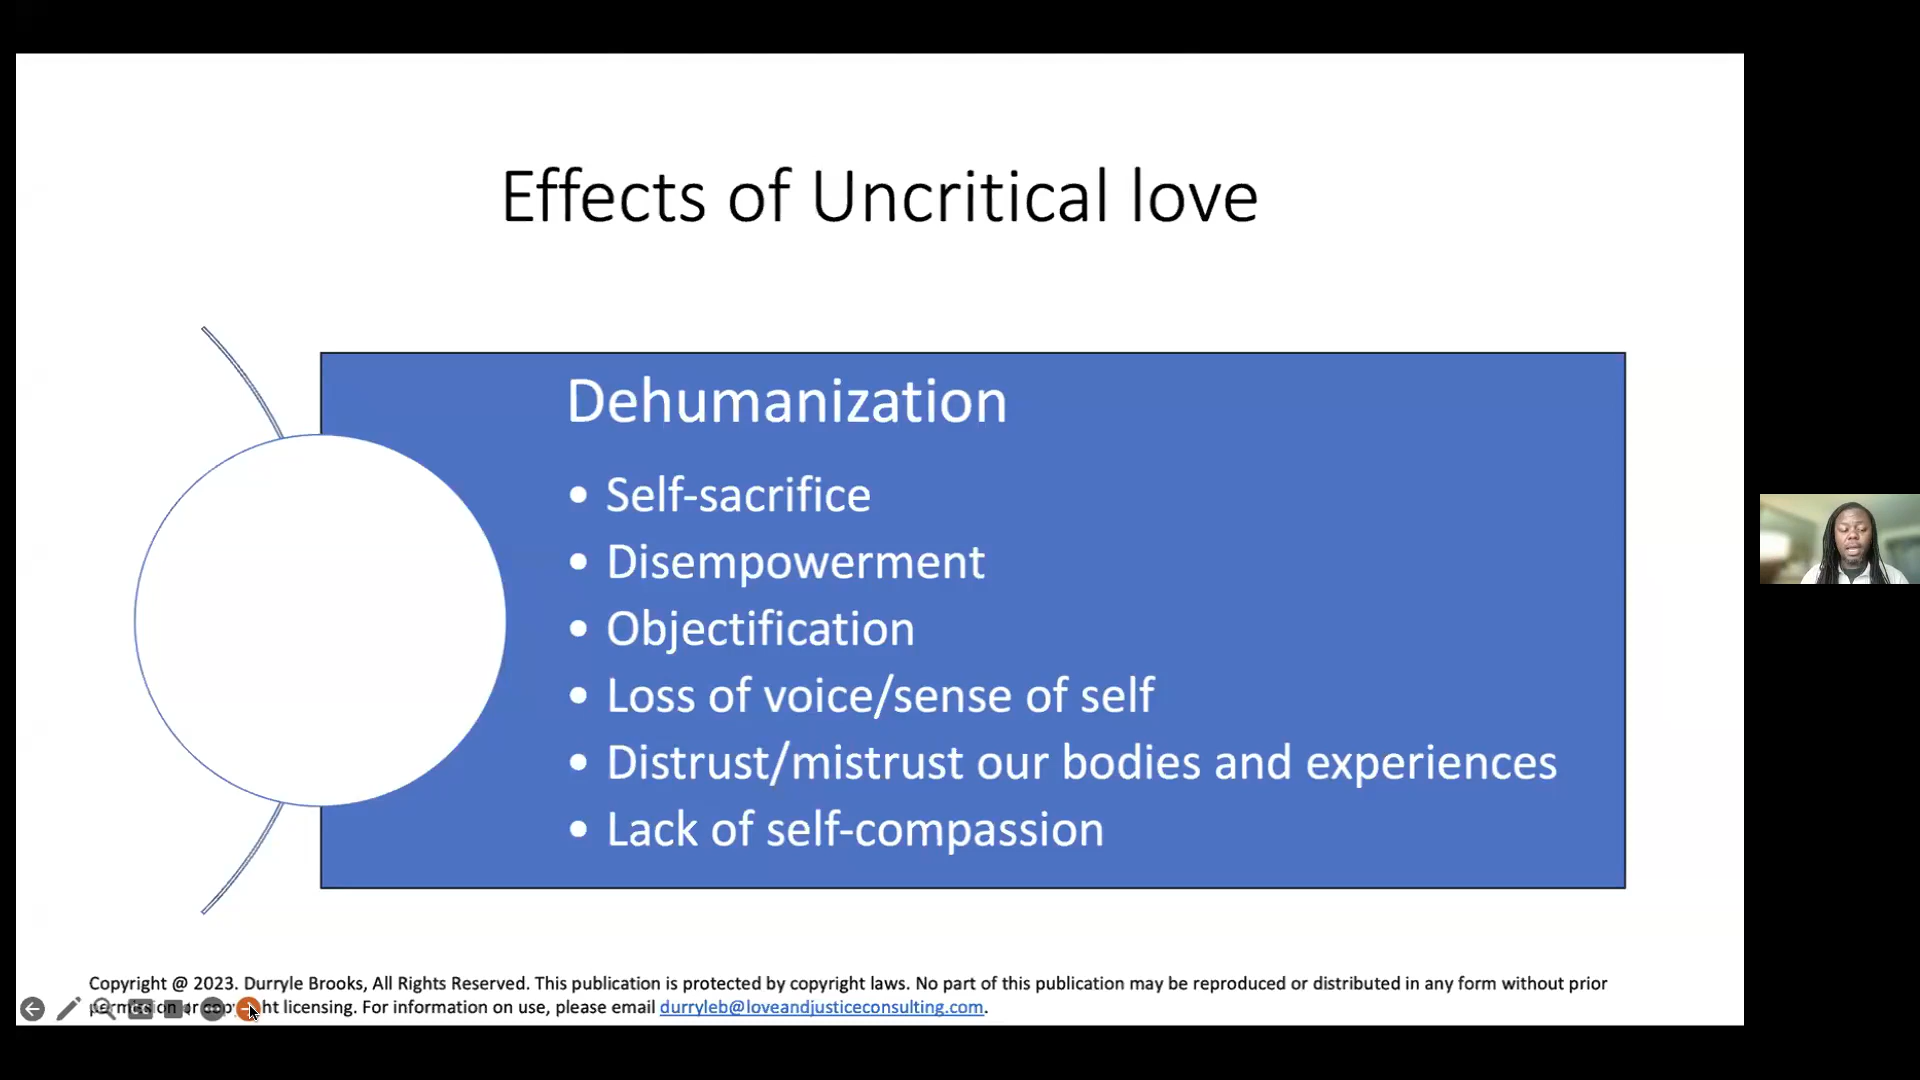 Effects of Uncritical love
Dehumanization
• Self-sacrifice
• Disempowerment
• Objectification
• Loss of voice/sense of self
• Distrust/mistrust our bodies and experiences
• Lack of self-compassion
Copyright @ 2023. Durryle Brooks, All Rights Reserved. This publication is protected by copyright laws. No part of this publication may be reproduced or distributed in any form without prior
permission or copyright licensing. For information on use, please email durryleb@loveandjusticeconsulting.com.